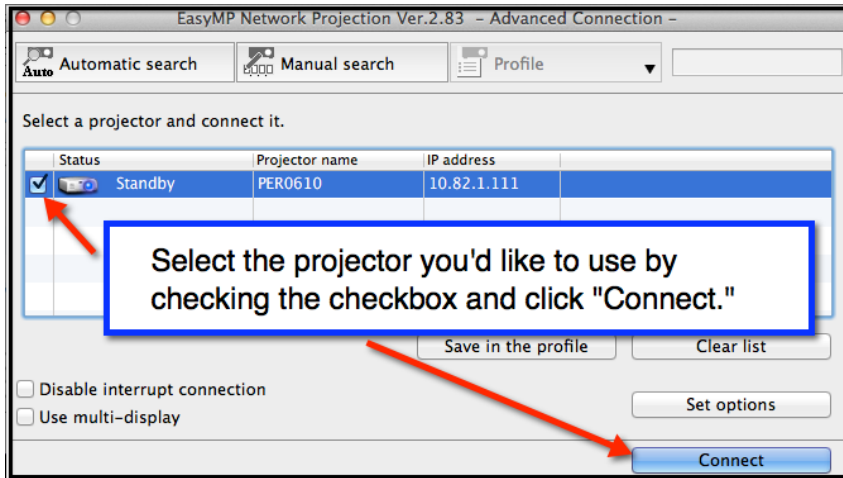 EasyMP Network Projection Ver.2.83 - Advanced Connection -
Auto Automatic search Manual search Profile
Select a projector and connect it.
Status Projector name IP address
Standby PER0610 10.82.1.111
Select the projector you'd like to use by
checking the checkbox and click "Connect."
Save in the profile Clear list
Disable interrupt connection
Set options
Use multi-display
Connect